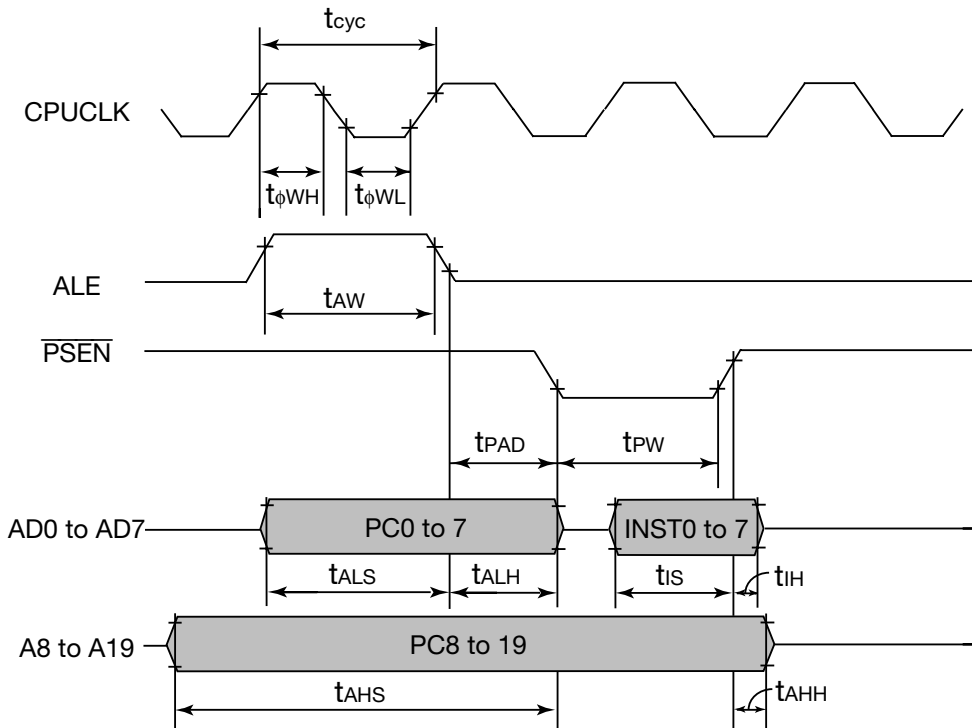 tcyc
CPUCLK
tφWH
tφWL
ALE
tAW
PSEN
tPAD
tPW
AD0 to AD7
PC0 to 7
INST0 to 7
tALS
tALH
tIS
tIH
A8 to A19
PC8 to 19
tAHS
tAHH